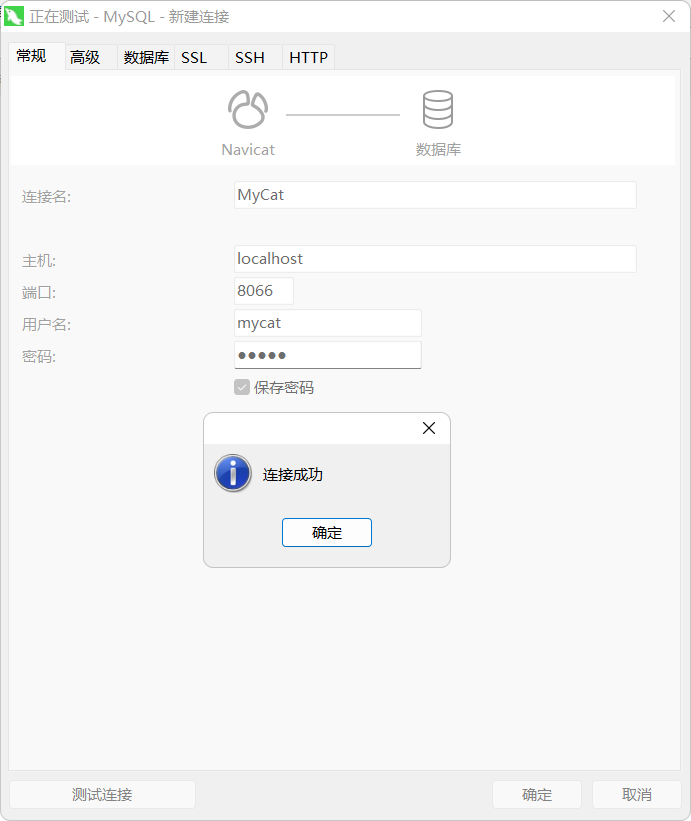 正在测试 - MySQL - 新建连接
常规 高级 数据库 SSL SSH HTTP
Navicat 数据库
连接名: MyCat
主机: localhost
端口: 8066
用户名: mycat
密码: ●●●●●
保存密码
连接成功
确定
测试连接 确定 取消